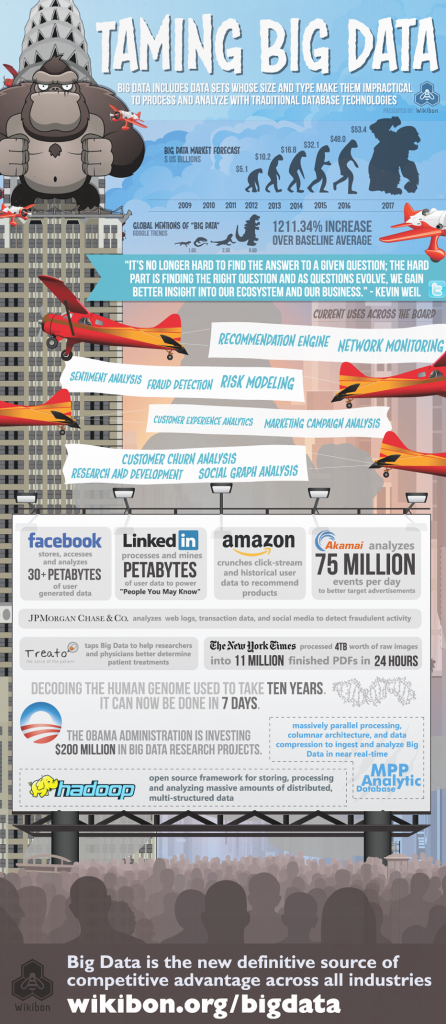 TAMING BIG DATA
BIG DATA INCLUDES DATA SETS WHOSE SIZE AND TYPE MAKE THEM IMPRACTICAL
TO PROCESS AND ANALYZE WITH TRADITIONAL DATABASE TECHNOLOGIES
PRESENTED BY
Wikibon
BIG DATA MARKET FORECAST
$ US BILLIONS
$5.1
$10.2
$16.8
$32.1
$48.0
$53.4
2009 2010 2011 2012 2013 2014 2015 2016 2017
GLOBAL MENTIONS OF "BIG DATA"
GOOGLE TRENDS
1211.34% INCREASE
OVER BASELINE AVERAGE
"IT'S NO LONGER HARD TO FIND THE ANSWER TO A GIVEN QUESTION; THE HARD
PART IS FINDING THE RIGHT QUESTION AND AS QUESTIONS EVOLVE, WE GAIN
BETTER INSIGHT INTO OUR ECOSYSTEM AND OUR BUSINESS." - KEVIN WEIL
CURRENT USES ACROSS THE BOARD
RECOMMENDATION ENGINE NETWORK MONITORING
SENTIMENT ANALYSIS FRAUD DETECTION RISK MODELING
CUSTOMER EXPERIENCE ANALYTICS MARKETING CAMPAIGN ANALYSIS
CUSTOMER CHURN ANALYSIS
RESEARCH AND DEVELOPMENT SOCIAL GRAPH ANALYSIS
facebook
stores, accesses
and analyzes
30+ PETABYTES
of user
generated data
Linked in
processes and mines
PETABYTES
of user data to power
"People You May Know"
amazon
crunches click-stream
and historical user
data to recommend
products
Akamai analyzes
75 MILLION
events per day
to better target advertisements
JPMORGAN CHASE & CO. analyzes web logs, transaction data, and social media to detect fraudulent activity
Treato
taps Big Data to help researchers
and physicians better determine
patient treatments
The New York Times processed 4TB worth of raw images
into 11 MILLION finished PDFs in 24 HOURS
DECODING THE HUMAN GENOME USED TO TAKE TEN YEARS.
IT CAN NOW BE DONE IN 7 DAYS.
THE OBAMA ADMINISTRATION IS INVESTING
$200 MILLION IN BIG DATA RESEARCH PROJECTS.
massively parallel processing,
columnar architecture, and data
compression to ingest and analyze Big
Data in near real-time
MPP
Analytic
Database
hadoop
open source framework for storing, processing
and analyzing massive amounts of distributed,
multi-structured data
Big Data is the new definitive source of
competitive advantage across all industries
wikibon.org/bigdata
Wikibon